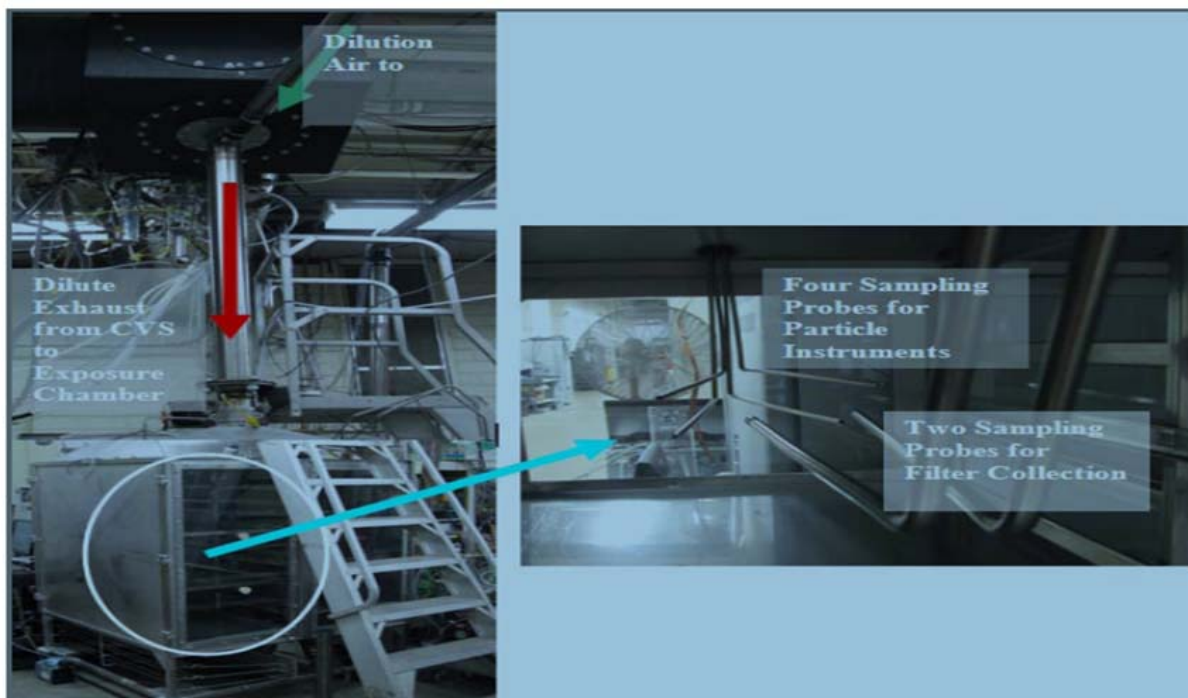 Dilution
Air to
Dilute
Exhaust
from CVS
to
Exposure
Chamber
Four Sampling
Probes for
Particle
Instruments
Two Sampling
Probes for
Filter Collection